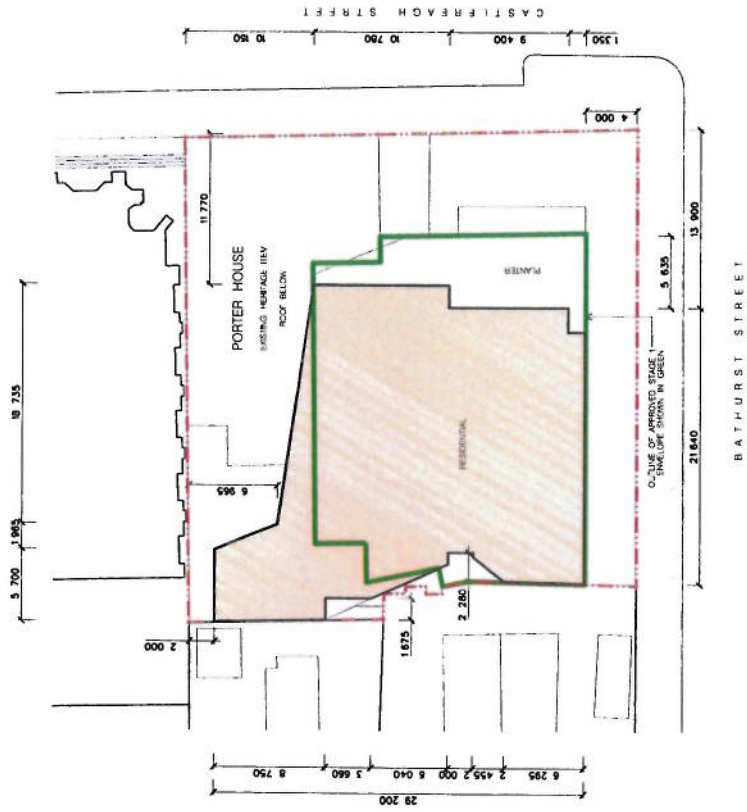 CASTLEREAGH STREET
10 150
10 780
9 400
1 350
4 000
11 770
PORTER HOUSE
EXISTING HERITAGE ITEM
ROOF BELOW
18 735
6 965
1 965
5 700
2 000
PLANTER
13 900
5 635
OUTLINE OF APPROVED STAGE 1
ENVELOPE SHOWN IN GREEN
RESIDENTIAL
21 640
BATHURST STREET
2 280
1 675
8 750
3 660
6 040
2 000
2 455
6 295
29 200